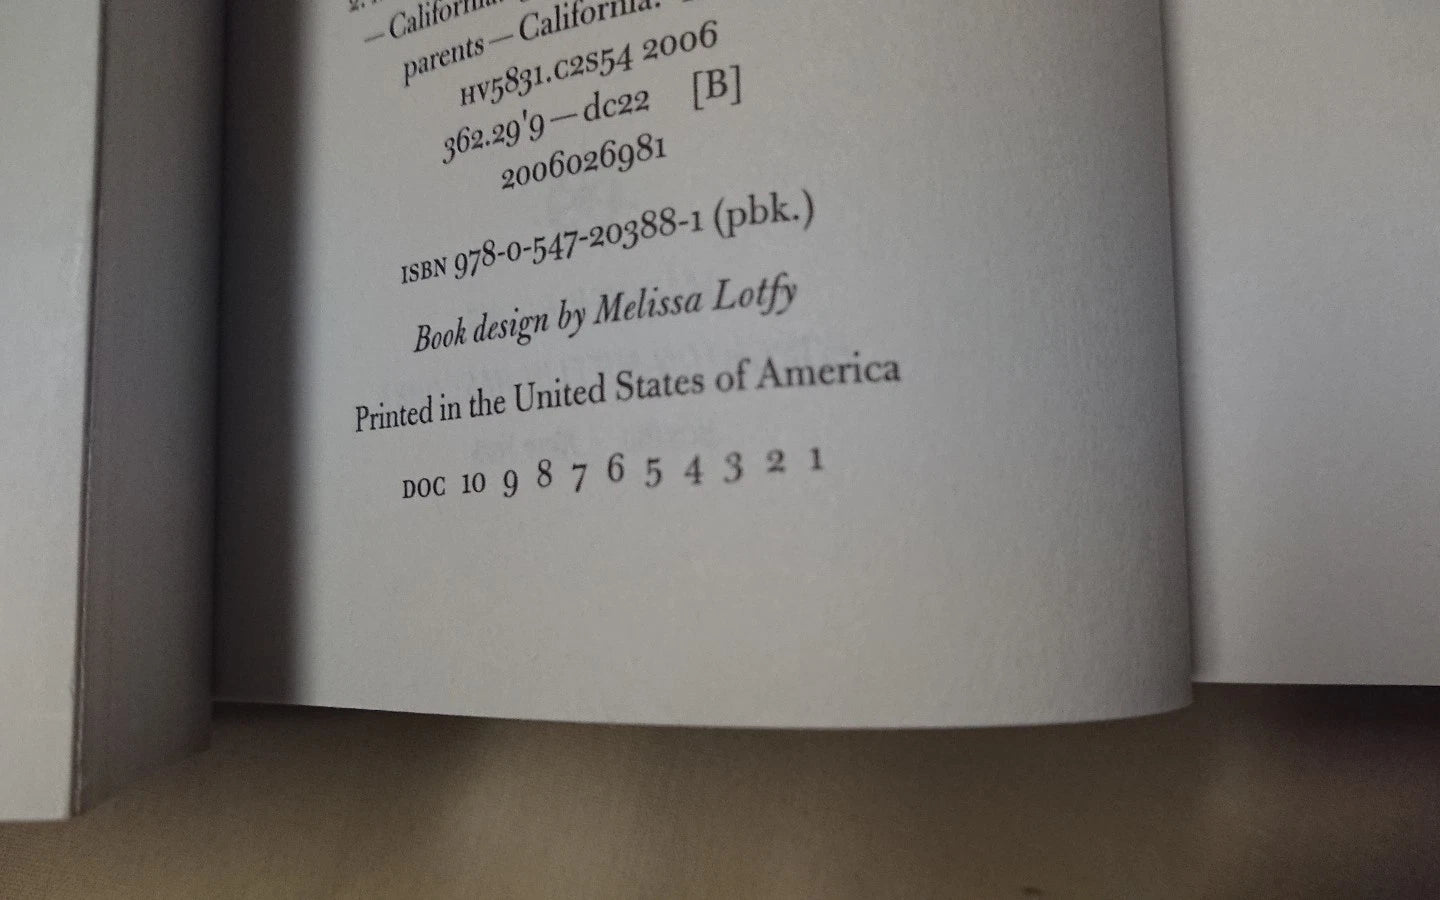 — California.
parents — California.
HV5831.C2S54 2006
362.29'9 — dc22 [B]
2006026981
ISBN 978-0-547-20388-1 (pbk.)
Book design by Melissa Lotfy
Printed in the United States of America
DOC 10 9 8 7 6 5 4 3 2 1